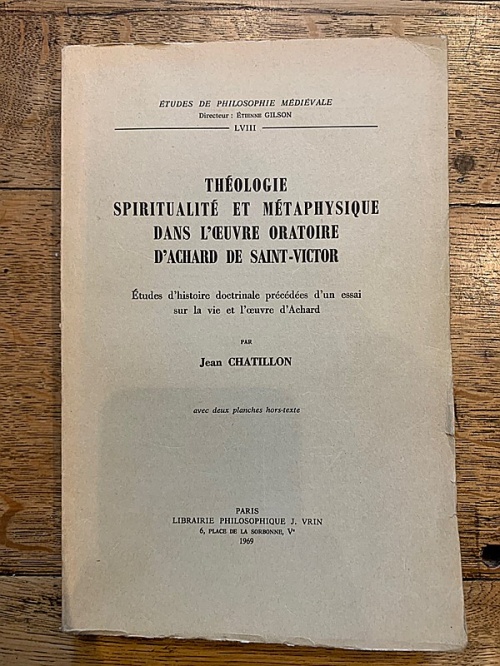 ÉTUDES DE PHILOSOPHIE MÉDIÉVALE
Directeur : ÉTIENNE GILSON
LVIII
THÉOLOGIE
SPIRITUALITÉ ET MÉTAPHYSIQUE
DANS L'ŒUVRE ORATOIRE
D'ACHARD DE SAINT-VICTOR
Études d'histoire doctrinale précédées d'un essai
sur la vie et l'œuvre d'Achard
PAR
Jean CHATILLON
avec deux planches hors-texte
PARIS
LIBRAIRIE PHILOSOPHIQUE J. VRIN
6, PLACE DE LA SORBONNE, Vᵉ
1969